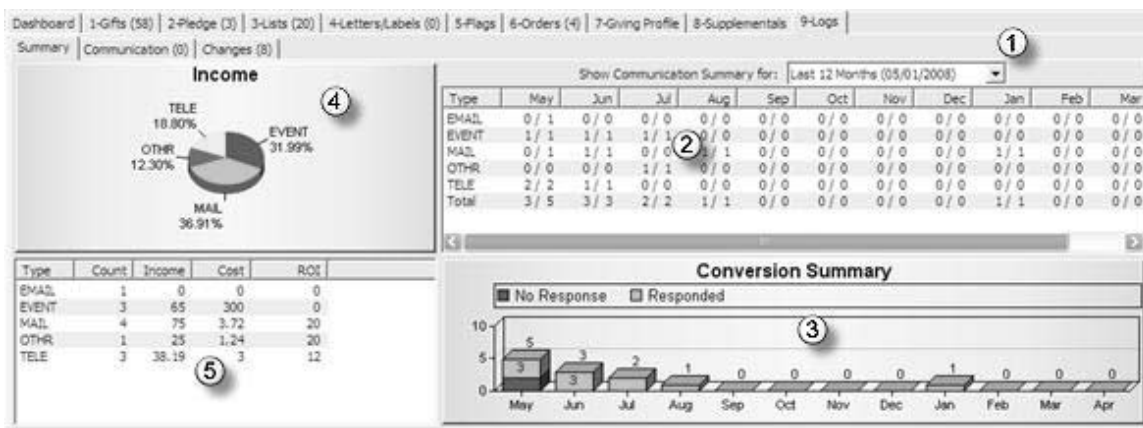 Dashboard 1-Gifts (58) 2-Pledge (3) 3-Lists (20) 4-Letters/Labels (0) 5-Flags 6-Orders (4) 7-Giving Profile 8-Supplementals 9-Logs
Summary Communication (0) Changes (8)
1
Income
4
TELE
18.80%
EVENT
31.99%
OTHR
12.30%
MAIL
36.91%
Show Communication Summary for: Last 12 Months (05/01/2008)
Type May Jun Jul Aug Sep Oct Nov Dec Jan Feb Mar
EMAIL 0 / 1 0 / 0 0 / 0 0 / 0 0 / 0 0 / 0 0 / 0 0 / 0 0 / 0 0 / 0 0 / 0
EVENT 1 / 1 1 / 1 1 / 1 0 / 0 0 / 0 0 / 0 0 / 0 0 / 0 0 / 0 0 / 0 0 / 0
MAIL 0 / 1 1 / 1 0 / 0 1 / 1 0 / 0 0 / 0 0 / 0 0 / 0 1 / 1 0 / 0 0 / 0
OTHR 0 / 0 0 / 0 1 / 1 0 / 0 0 / 0 0 / 0 0 / 0 0 / 0 0 / 0 0 / 0 0 / 0
TELE 2 / 2 1 / 1 0 / 0 0 / 0 0 / 0 0 / 0 0 / 0 0 / 0 0 / 0 0 / 0 0 / 0
Total 3 / 5 3 / 3 2 / 2 1 / 1 0 / 0 0 / 0 0 / 0 0 / 0 1 / 1 0 / 0 0 / 0
2
Type Count Income Cost ROI
EMAIL 1 0 0 0
EVENT 3 65 300 0
MAIL 4 75 3.72 20
OTHR 1 25 1.24 20
TELE 3 38.19 3 12
5
Conversion Summary
No Response Responded
3
10
5
0
5 3 2 1 0 0 0 0 1 0 0 0
3 3
May Jun Jul Aug Sep Oct Nov Dec Jan Feb Mar Apr